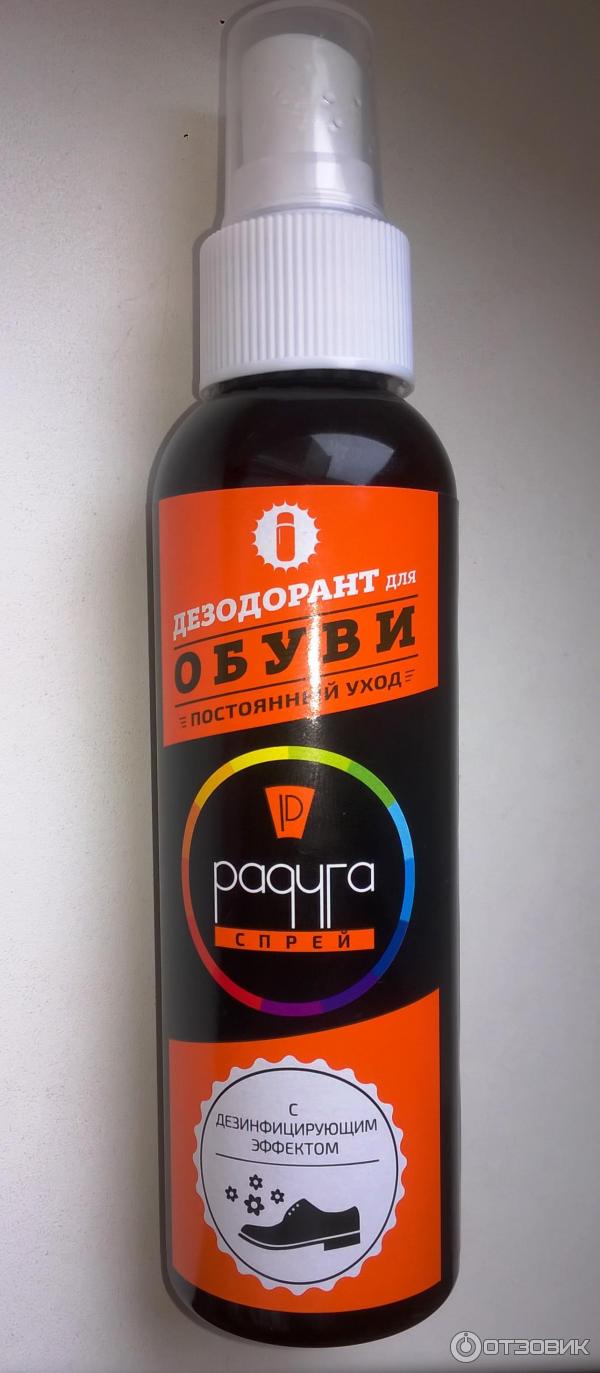 ДЕЗОДОРАНТ для
ОБУВИ
ПОСТОЯННЫЙ УХОД
P
радуга
СПРЕЙ
С
ДЕЗИНФИЦИРУЮЩИМ
ЭФФЕКТОМ
ОТЗОВИК